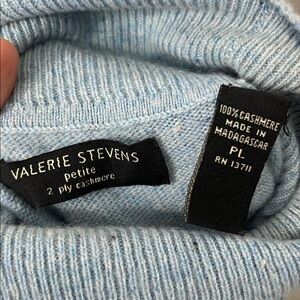 VALERIE STEVENS
petite
2 ply cashmere
100% CASHMERE
MADE IN
MADAGASCAR
PL
RN 13711